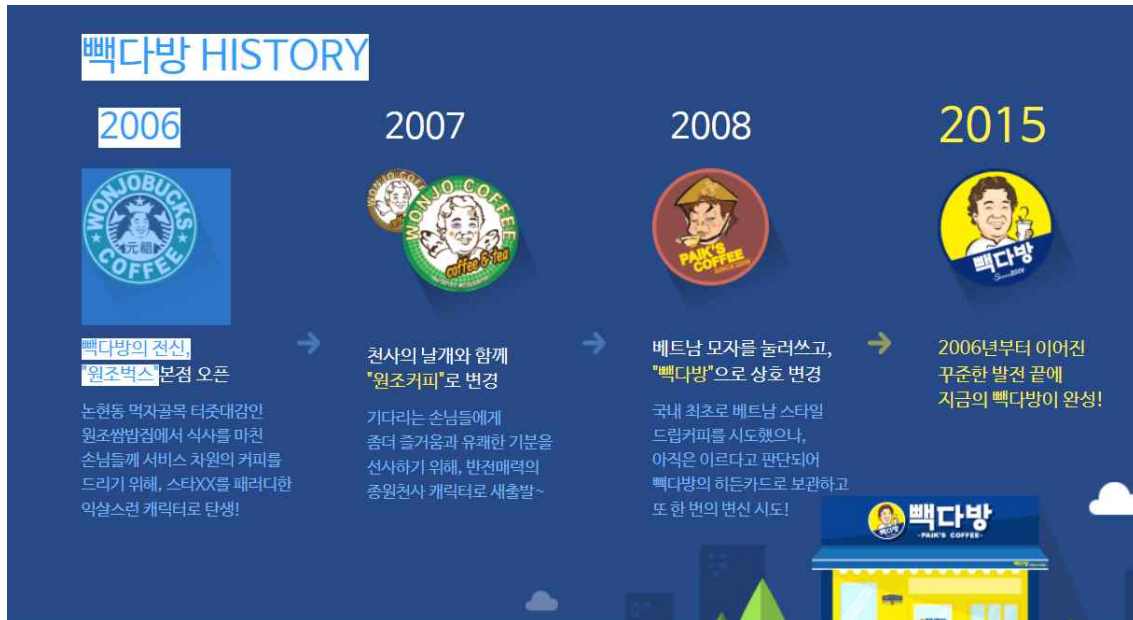 빽다방 HISTORY
2006
WONJOBUCKS
元祖
COFFEE
빽다방의 전신,
"원조벅스"본점 오픈
논현동 먹자골목 터줏대감인
원조쌈밥집에서 식사를 마친
손님들께 서비스 차원의 커피를
드리기 위해, 스타XX를 패러디한
익살스런 캐릭터로 탄생!
2007
WONJO COFFEE
coffee & tea
천사의 날개와 함께
"원조커피"로 변경
기다리는 손님들에게
좀더 즐거움과 유쾌한 기분을
선사하기 위해, 반전매력의
종원천사 캐릭터로 새출발~
2008
PAIK'S
COFFEE
SINCE 2006
베트남 모자를 눌러쓰고,
"빽다방"으로 상호 변경
국내 최초로 베트남 스타일
드립커피를 시도했으나,
아직은 이르다고 판단되어
빽다방의 히든카드로 보관하고
또 한 번의 변신 시도!
2015
빽다방
Since 2006
2006년부터 이어진
꾸준한 발전 끝에
지금의 빽다방이 완성!
빽다방
-PAIK'S COFFEE-